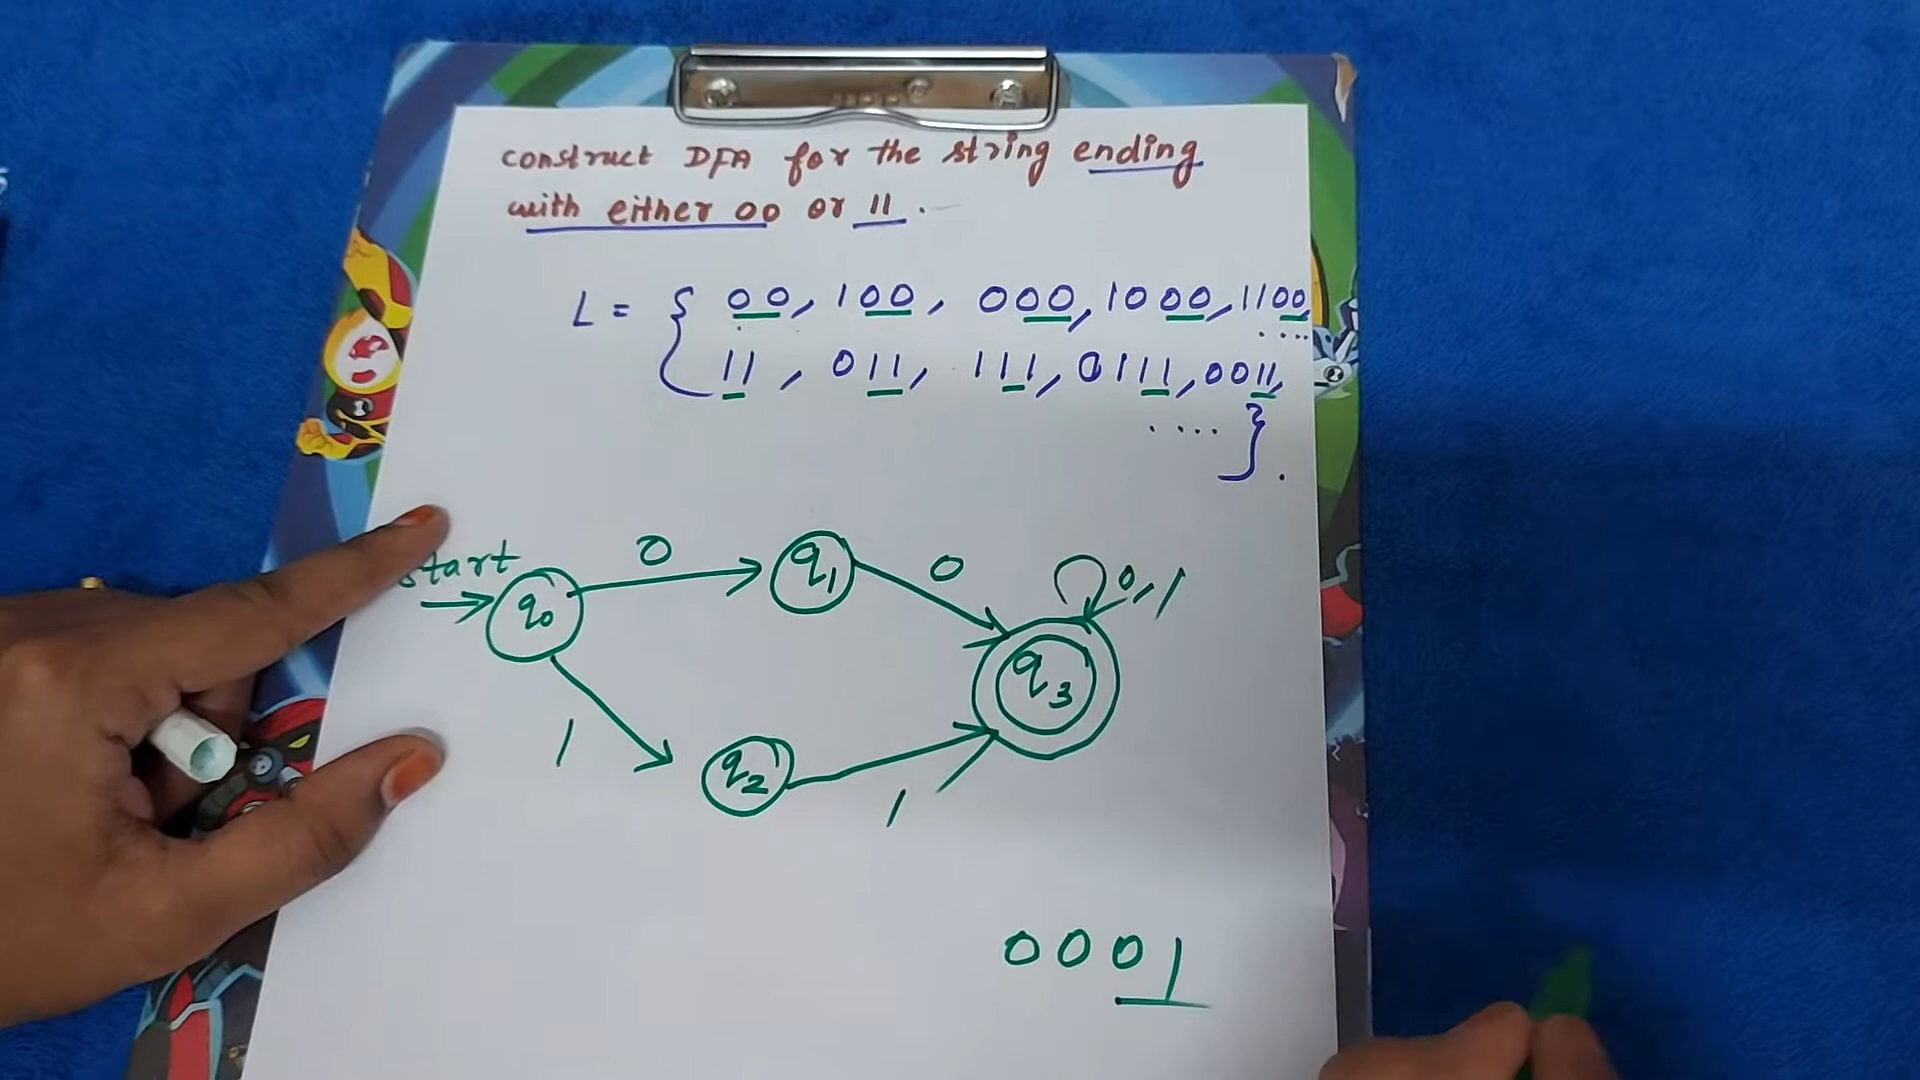 construct DFA for the string ending
with either 00 or 11.
L = { 00, 100, 000, 1000, 1100,
....
11, 011, 111, 0111, 0011,
.... }.
start
0
0
0,1
q0
q1
q3
1
q2
1
0001